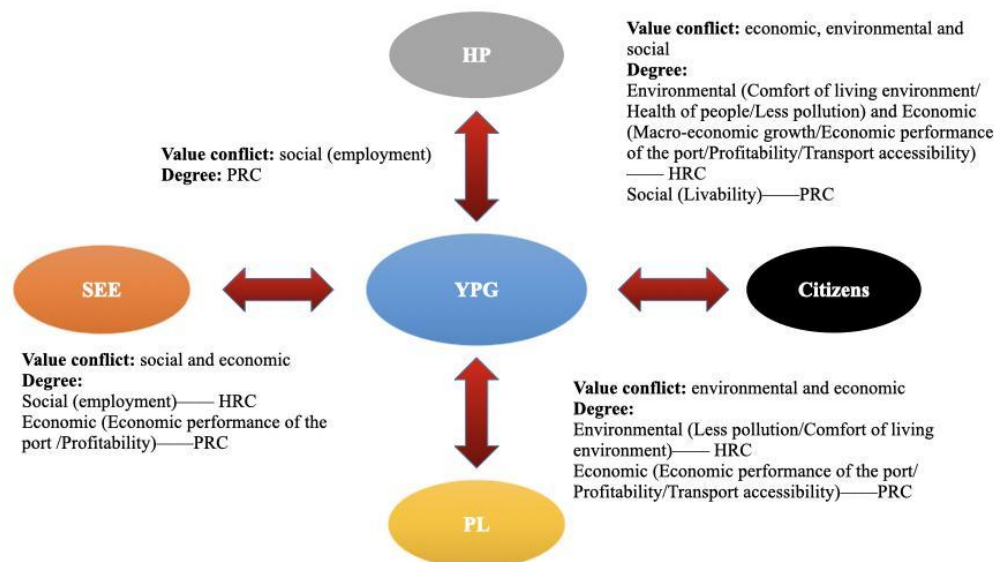 HP
Value conflict: economic, environmental and
social
Degree:
Environmental (Comfort of living environment/
Health of people/Less pollution) and Economic
(Macro-economic growth/Economic performance
of the port/Profitability/Transport accessibility)
—— HRC
Social (Livability)——PRC
Value conflict: social (employment)
Degree: PRC
SEE
YPG
Citizens
Value conflict: social and economic
Degree:
Social (employment)—— HRC
Economic (Economic performance of the
port /Profitability)——PRC
Value conflict: environmental and economic
Degree:
Environmental (Less pollution/Comfort of living
environment)—— HRC
Economic (Economic performance of the port/
Profitability/Transport accessibility)——PRC
PL